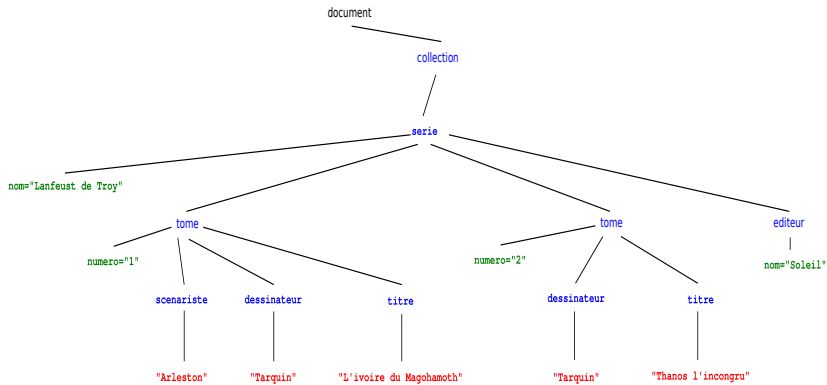 document
collection
serie
nom="Lanfeust de Troy"
tome
tome
editeur
numero="1"
numero="2"
nom="Soleil"
scenariste
dessinateur
titre
dessinateur
titre
"Arleston"
"Tarquin"
"L'ivoire du Magohamoth"
"Tarquin"
"Thanos l'incongru"